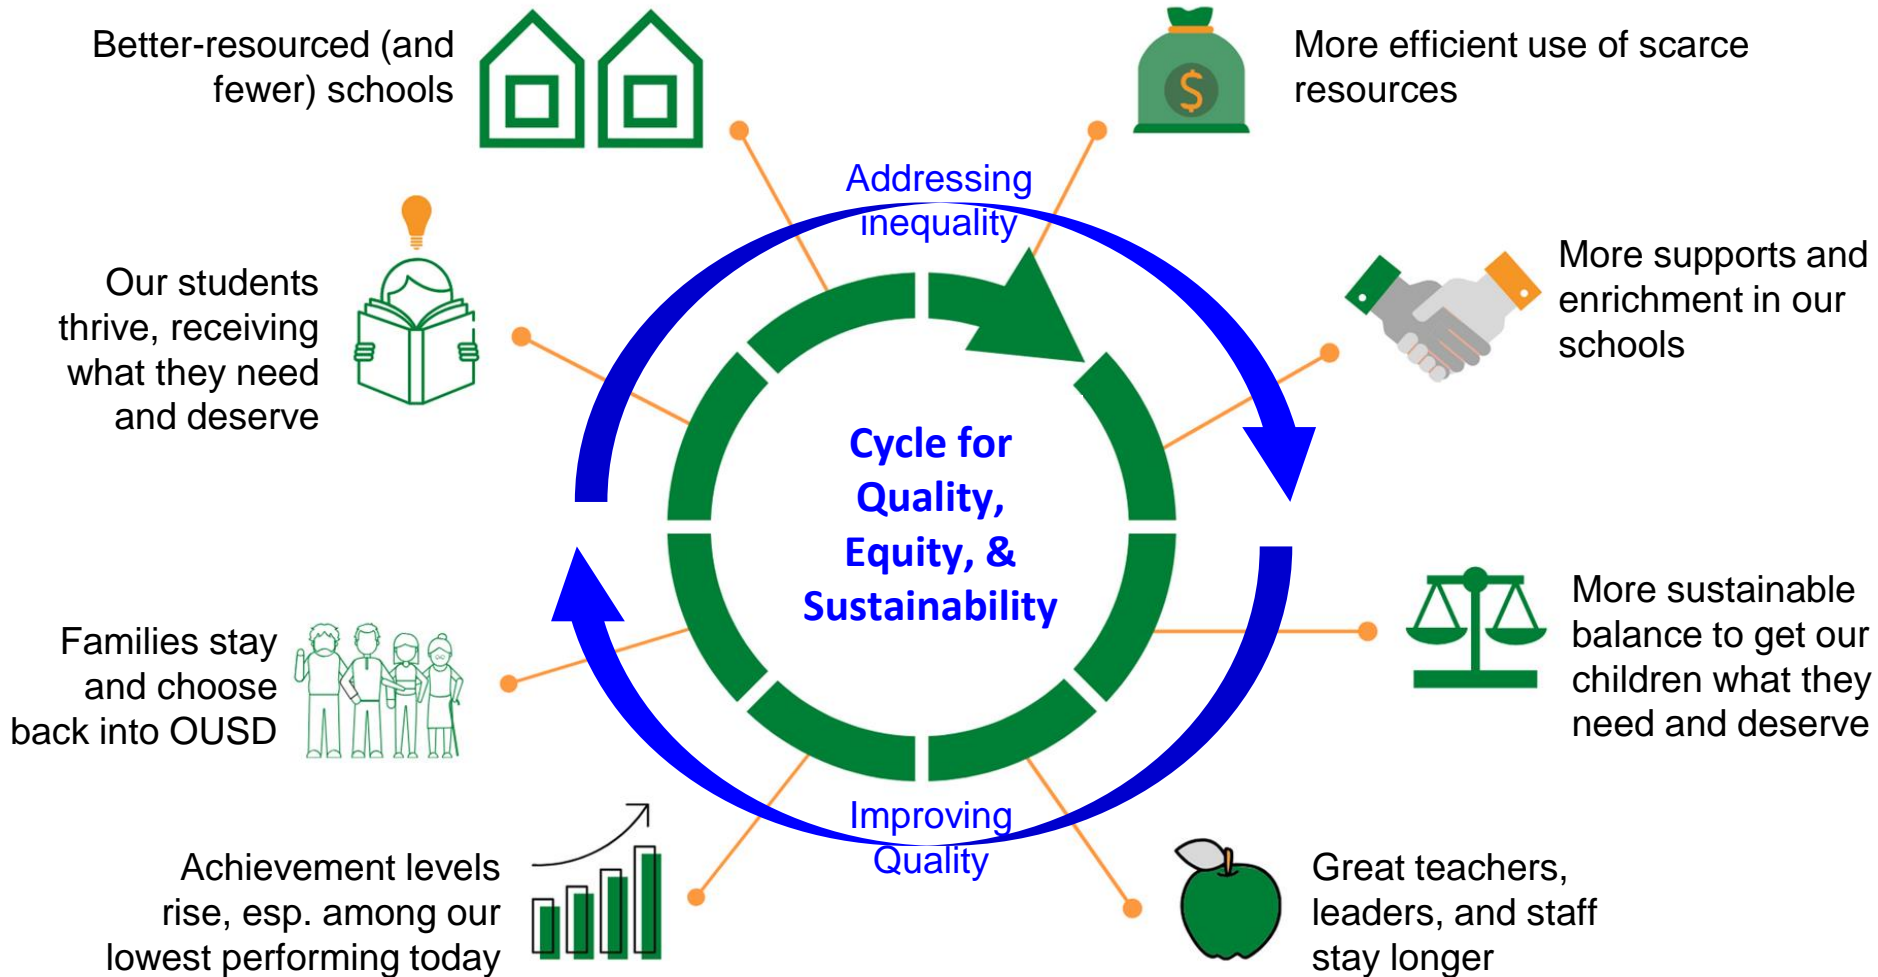 Better-resourced (and
fewer) schools
$
More efficient use of scarce
resources
Addressing
inequality
Our students
thrive, receiving
what they need
and deserve
More supports and
enrichment in our
schools
Cycle for
Quality,
Equity, &
Sustainability
Families stay
and choose
back into OUSD
More sustainable
balance to get our
children what they
need and deserve
Improving
Quality
Achievement levels
rise, esp. among our
lowest performing today
Great teachers,
leaders, and staff
stay longer